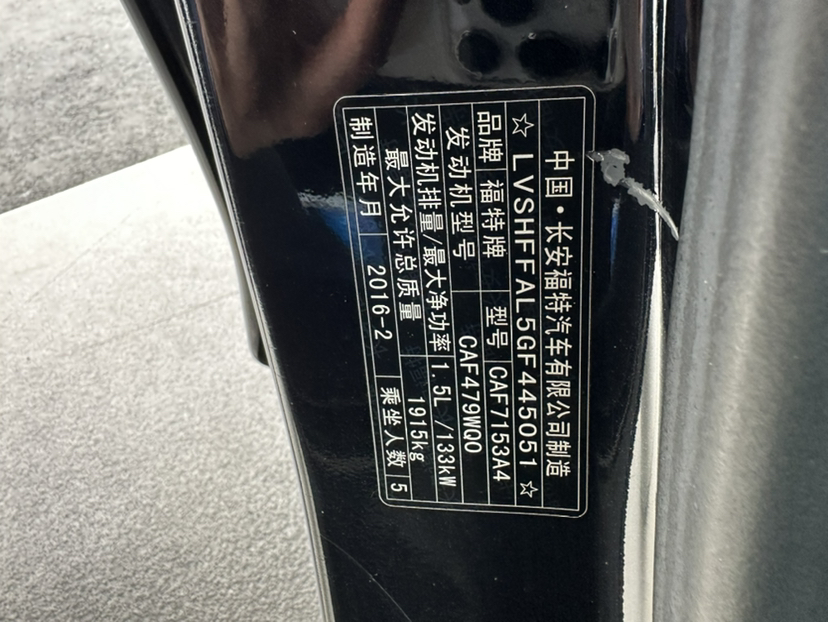 中国·长安福特汽车有限公司制造
☆LVSHFFAL5GF445051☆
品牌 福特牌 型号 CAF7153A4
发动机型号 CAF479WQ0
发动机排量/最大净功率 1.5L /133kW
最大允许总质量 1915kg
制造年月 2016-2 乘坐人数 5